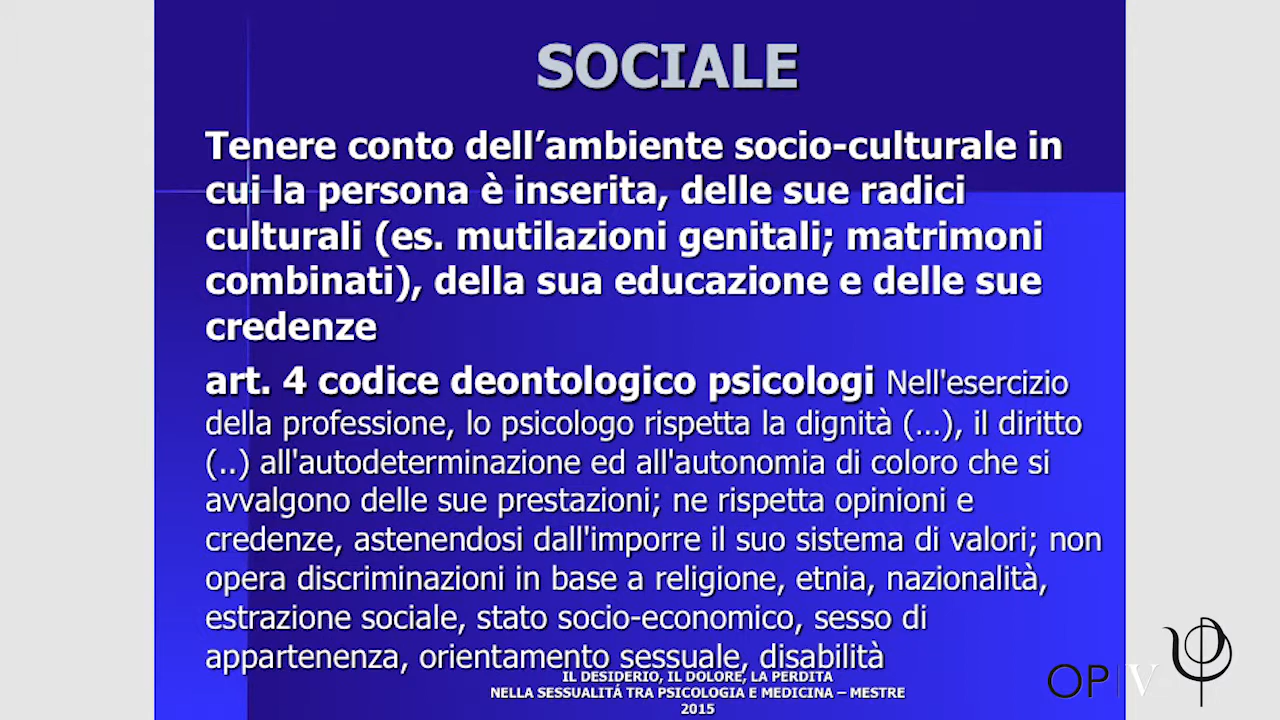 SOCIALE
Tenere conto dell’ambiente socio-culturale in
cui la persona è inserita, delle sue radici
culturali (es. mutilazioni genitali; matrimoni
combinati), della sua educazione e delle sue
credenze
art. 4 codice deontologico psicologi Nell'esercizio
della professione, lo psicologo rispetta la dignità (…), il diritto
(..) all'autodeterminazione ed all'autonomia di coloro che si
avvalgono delle sue prestazioni; ne rispetta opinioni e
credenze, astenendosi dall'imporre il suo sistema di valori; non
opera discriminazioni in base a religione, etnia, nazionalità,
estrazione sociale, stato socio-economico, sesso di
appartenenza, orientamento sessuale, disabilità
IL DESIDERIO, IL DOLORE, LA PERDITA
NELLA SESSUALITÁ TRA PSICOLOGIA E MEDICINA – MESTRE
2015
OP|V